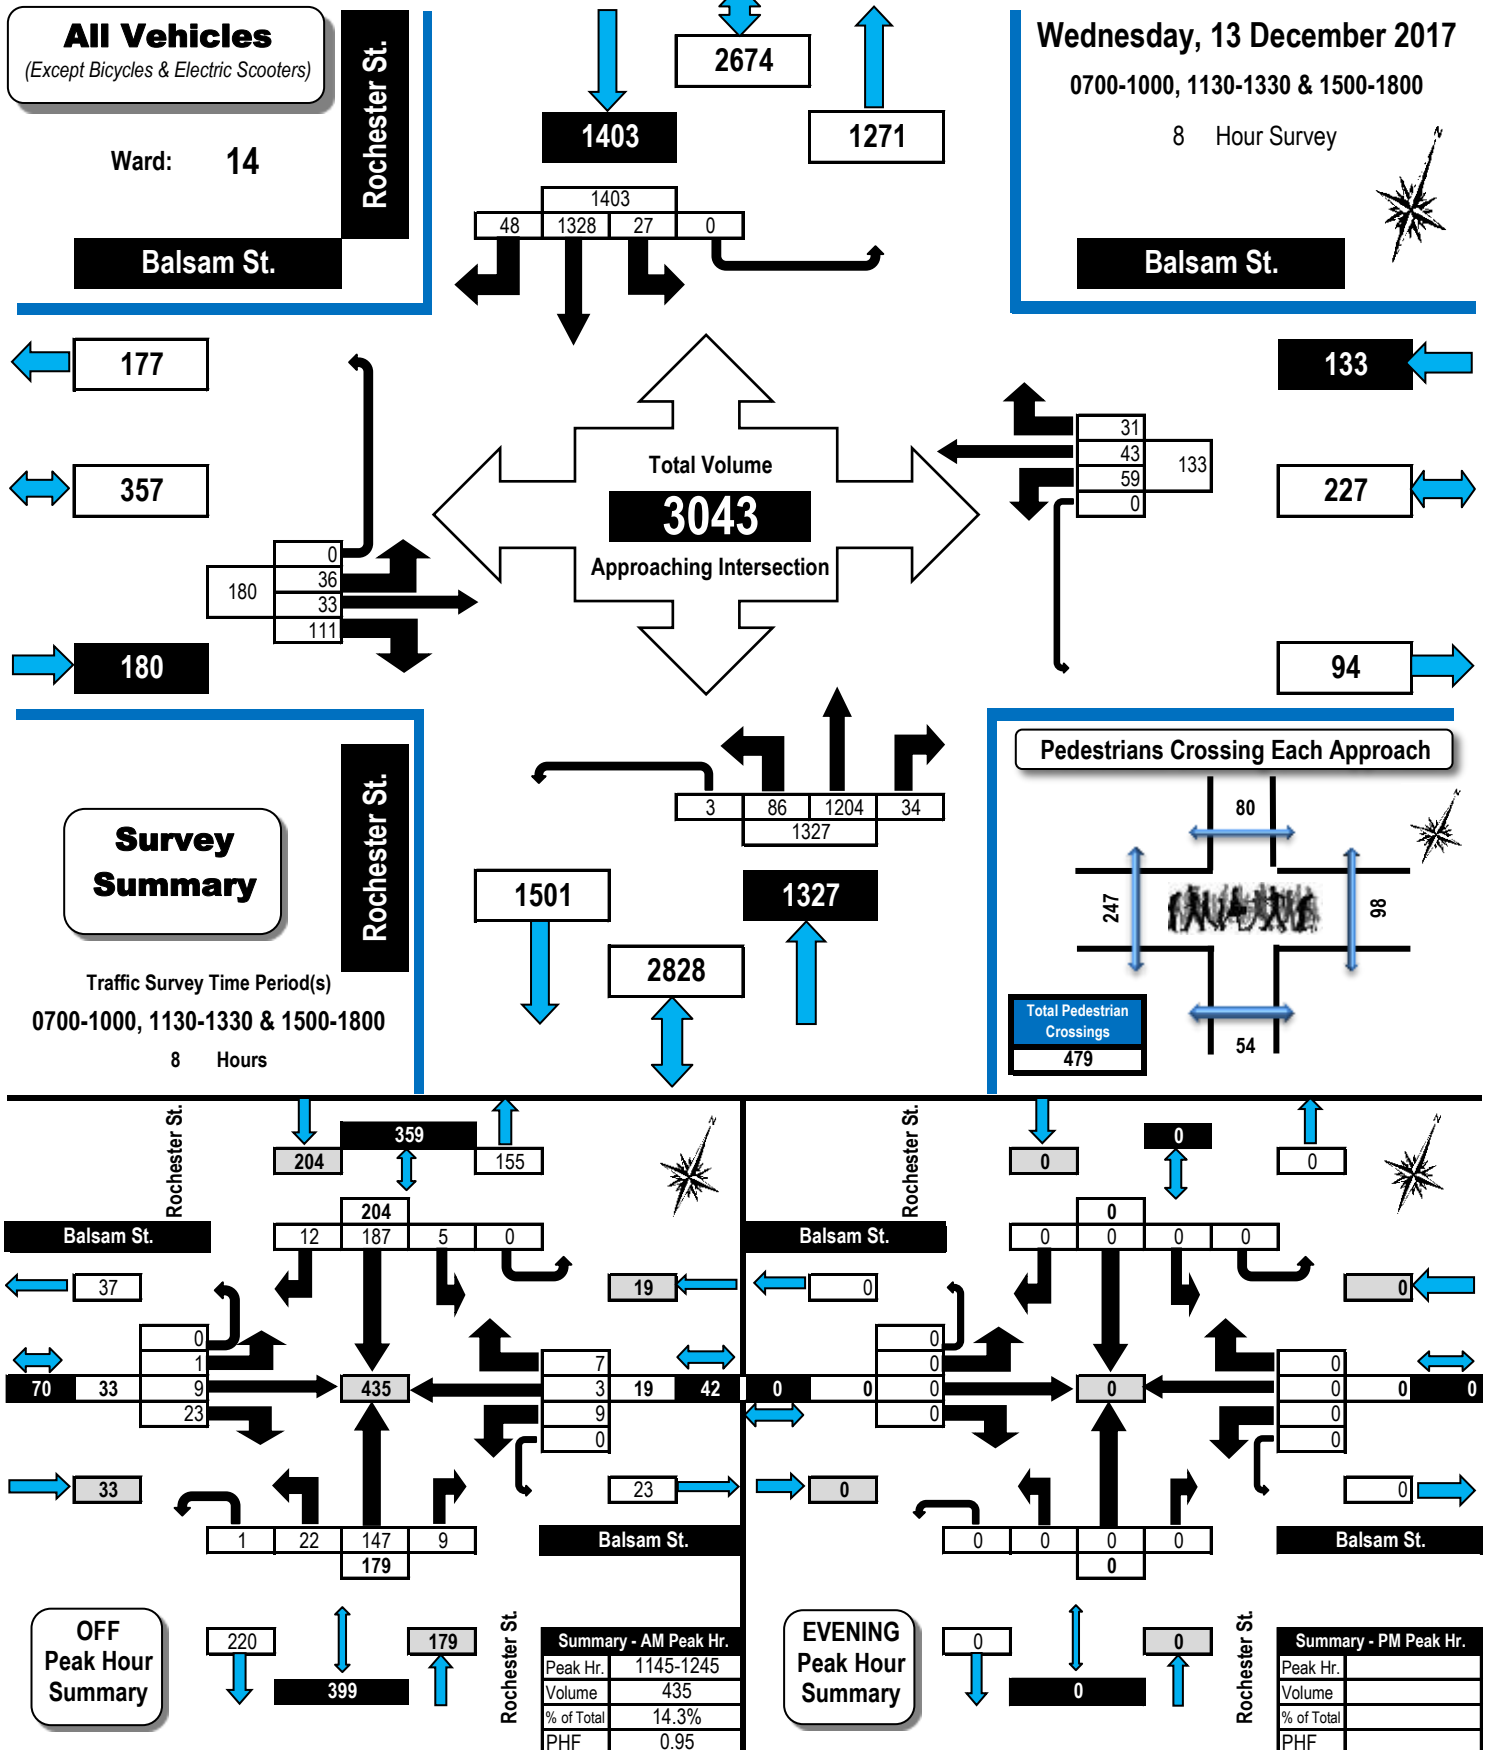 All Vehicles
(Except Bicycles & Electric Scooters)
Rochester St.
Ward: 14
Balsam St.
1403
2674
1271
1403
48 1328 27 0
Wednesday, 13 December 2017
0700-1000, 1130-1330 & 1500-1800
8 Hour Survey
N
Balsam St.
177
357
0
36
33
111
180
180
Total Volume
3043
Approaching Intersection
31
43
59
0
133
133
227
94
Survey
Summary
Rochester St.
Traffic Survey Time Period(s)
0700-1000, 1130-1330 & 1500-1800
8 Hours
3 86 1204 34
1327
1501
1327
2828
Pedestrians Crossing Each Approach
80
N
247
98
54
Total Pedestrian
Crossings
479
Rochester St.
359
204
155
N
204
12 187 5 0
Balsam St.
37
19
0
1
9
23
70 33
435
7
3
9
0
19 42
33
23
1 22 147 9
179
Balsam St.
OFF
Peak Hour
Summary
220
179
399
Rochester St.
Summary - AM Peak Hr.
Peak Hr. 1145-1245
Volume 435
% of Total 14.3%
PHF 0.95
Rochester St.
0
0
0
N
0
0 0 0 0
Balsam St.
0
0
0
0
0
0
0 0
0
0
0
0
0
0 0
0
0
0 0 0 0
0
Balsam St.
EVENING
Peak Hour
Summary
0
0
0
Rochester St.
Summary - PM Peak Hr.
Peak Hr.
Volume
% of Total
PHF